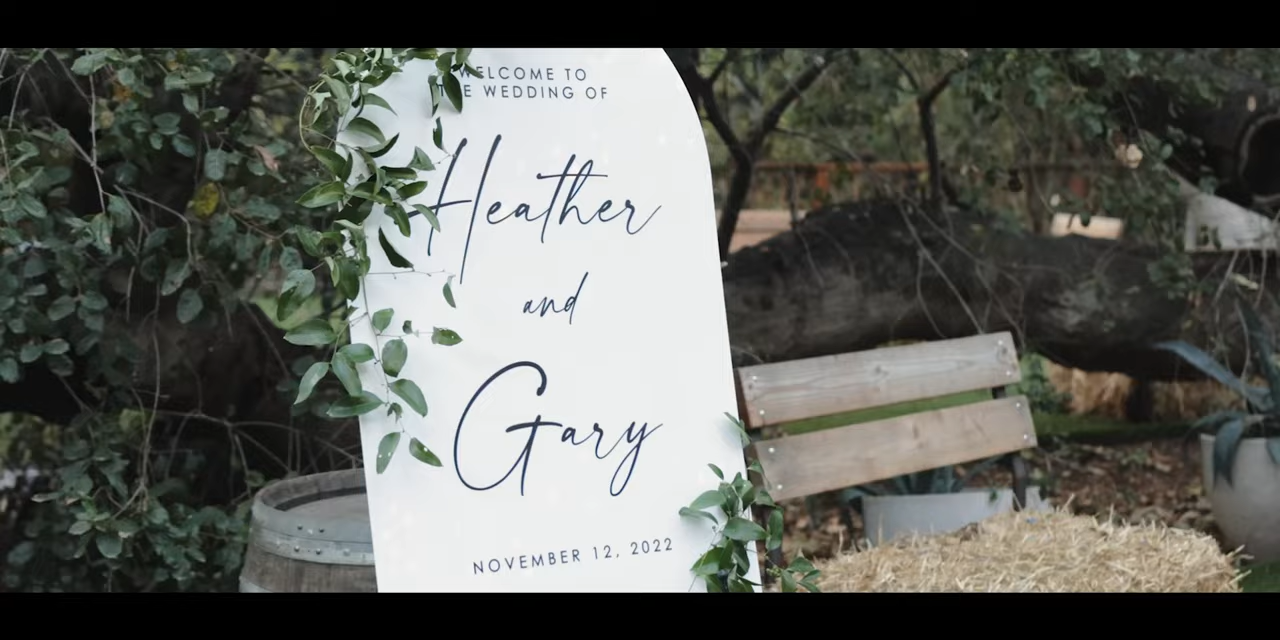 WELCOME TO
THE WEDDING OF
Heather
and
Gary
NOVEMBER 12, 2022